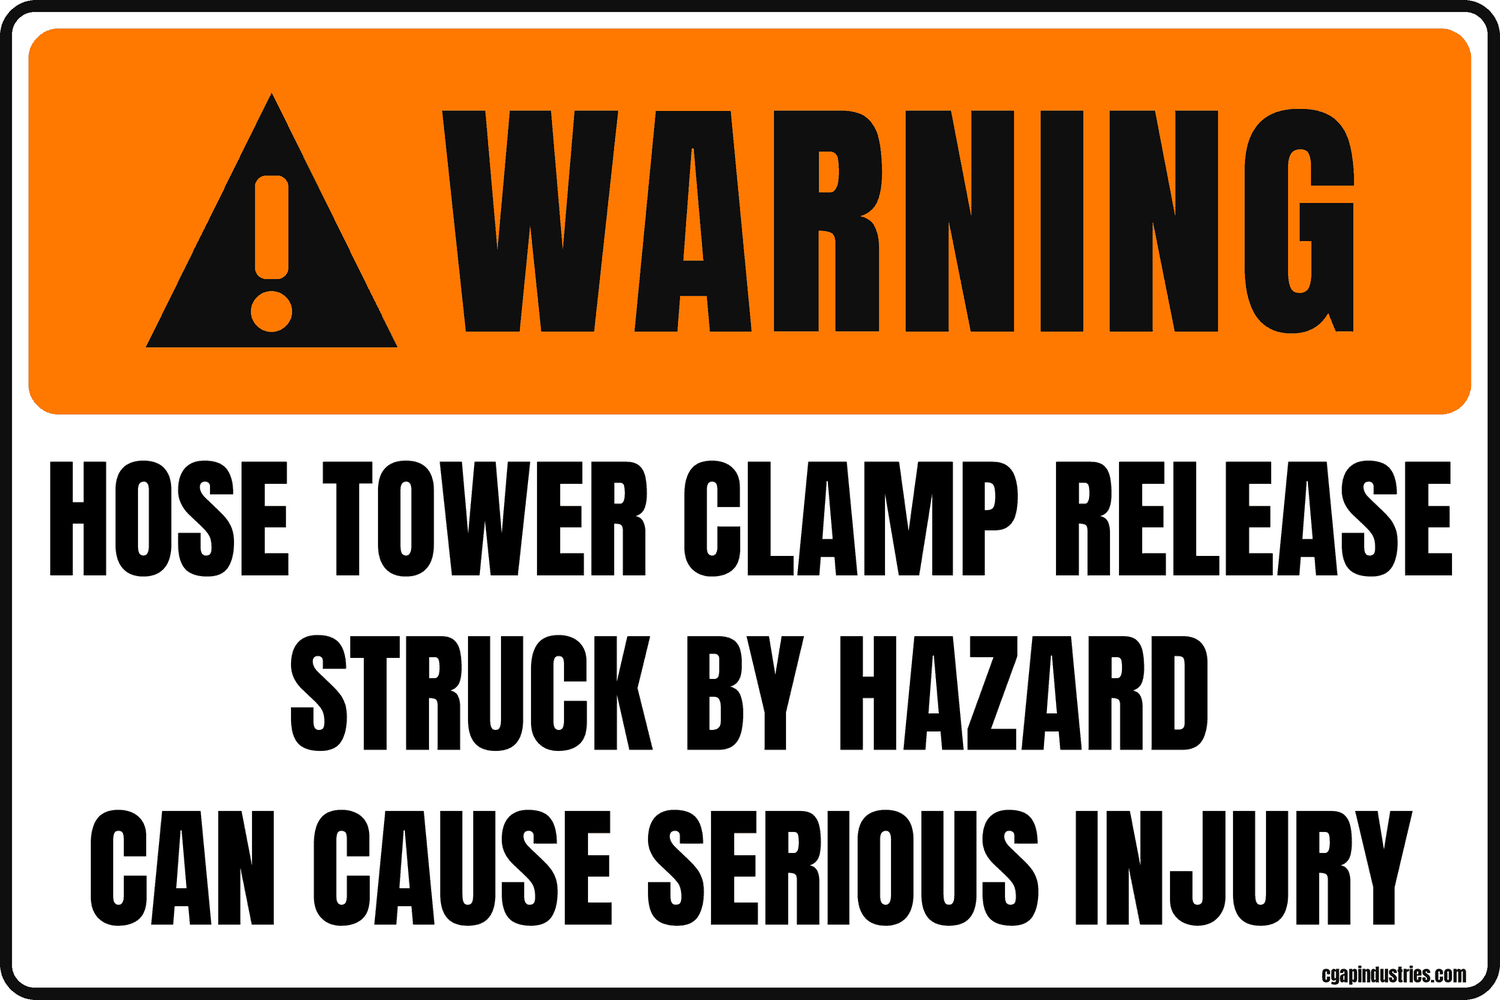 WARNING
HOSE TOWER CLAMP RELEASE
STRUCK BY HAZARD
CAN CAUSE SERIOUS INJURY
cgapindustries.com